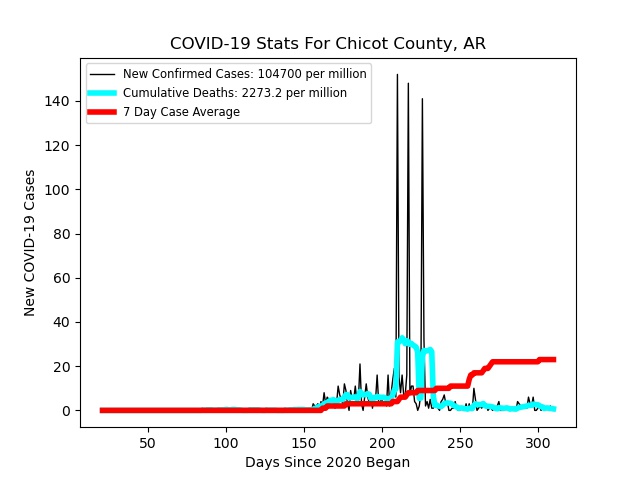 COVID-19 Stats For Chicot County, AR
New Confirmed Cases: 104700 per million
Cumulative Deaths: 2273.2 per million
7 Day Case Average
New COVID-19 Cases
140
120
100
80
60
40
20
0
50 100 150 200 250 300
Days Since 2020 Began